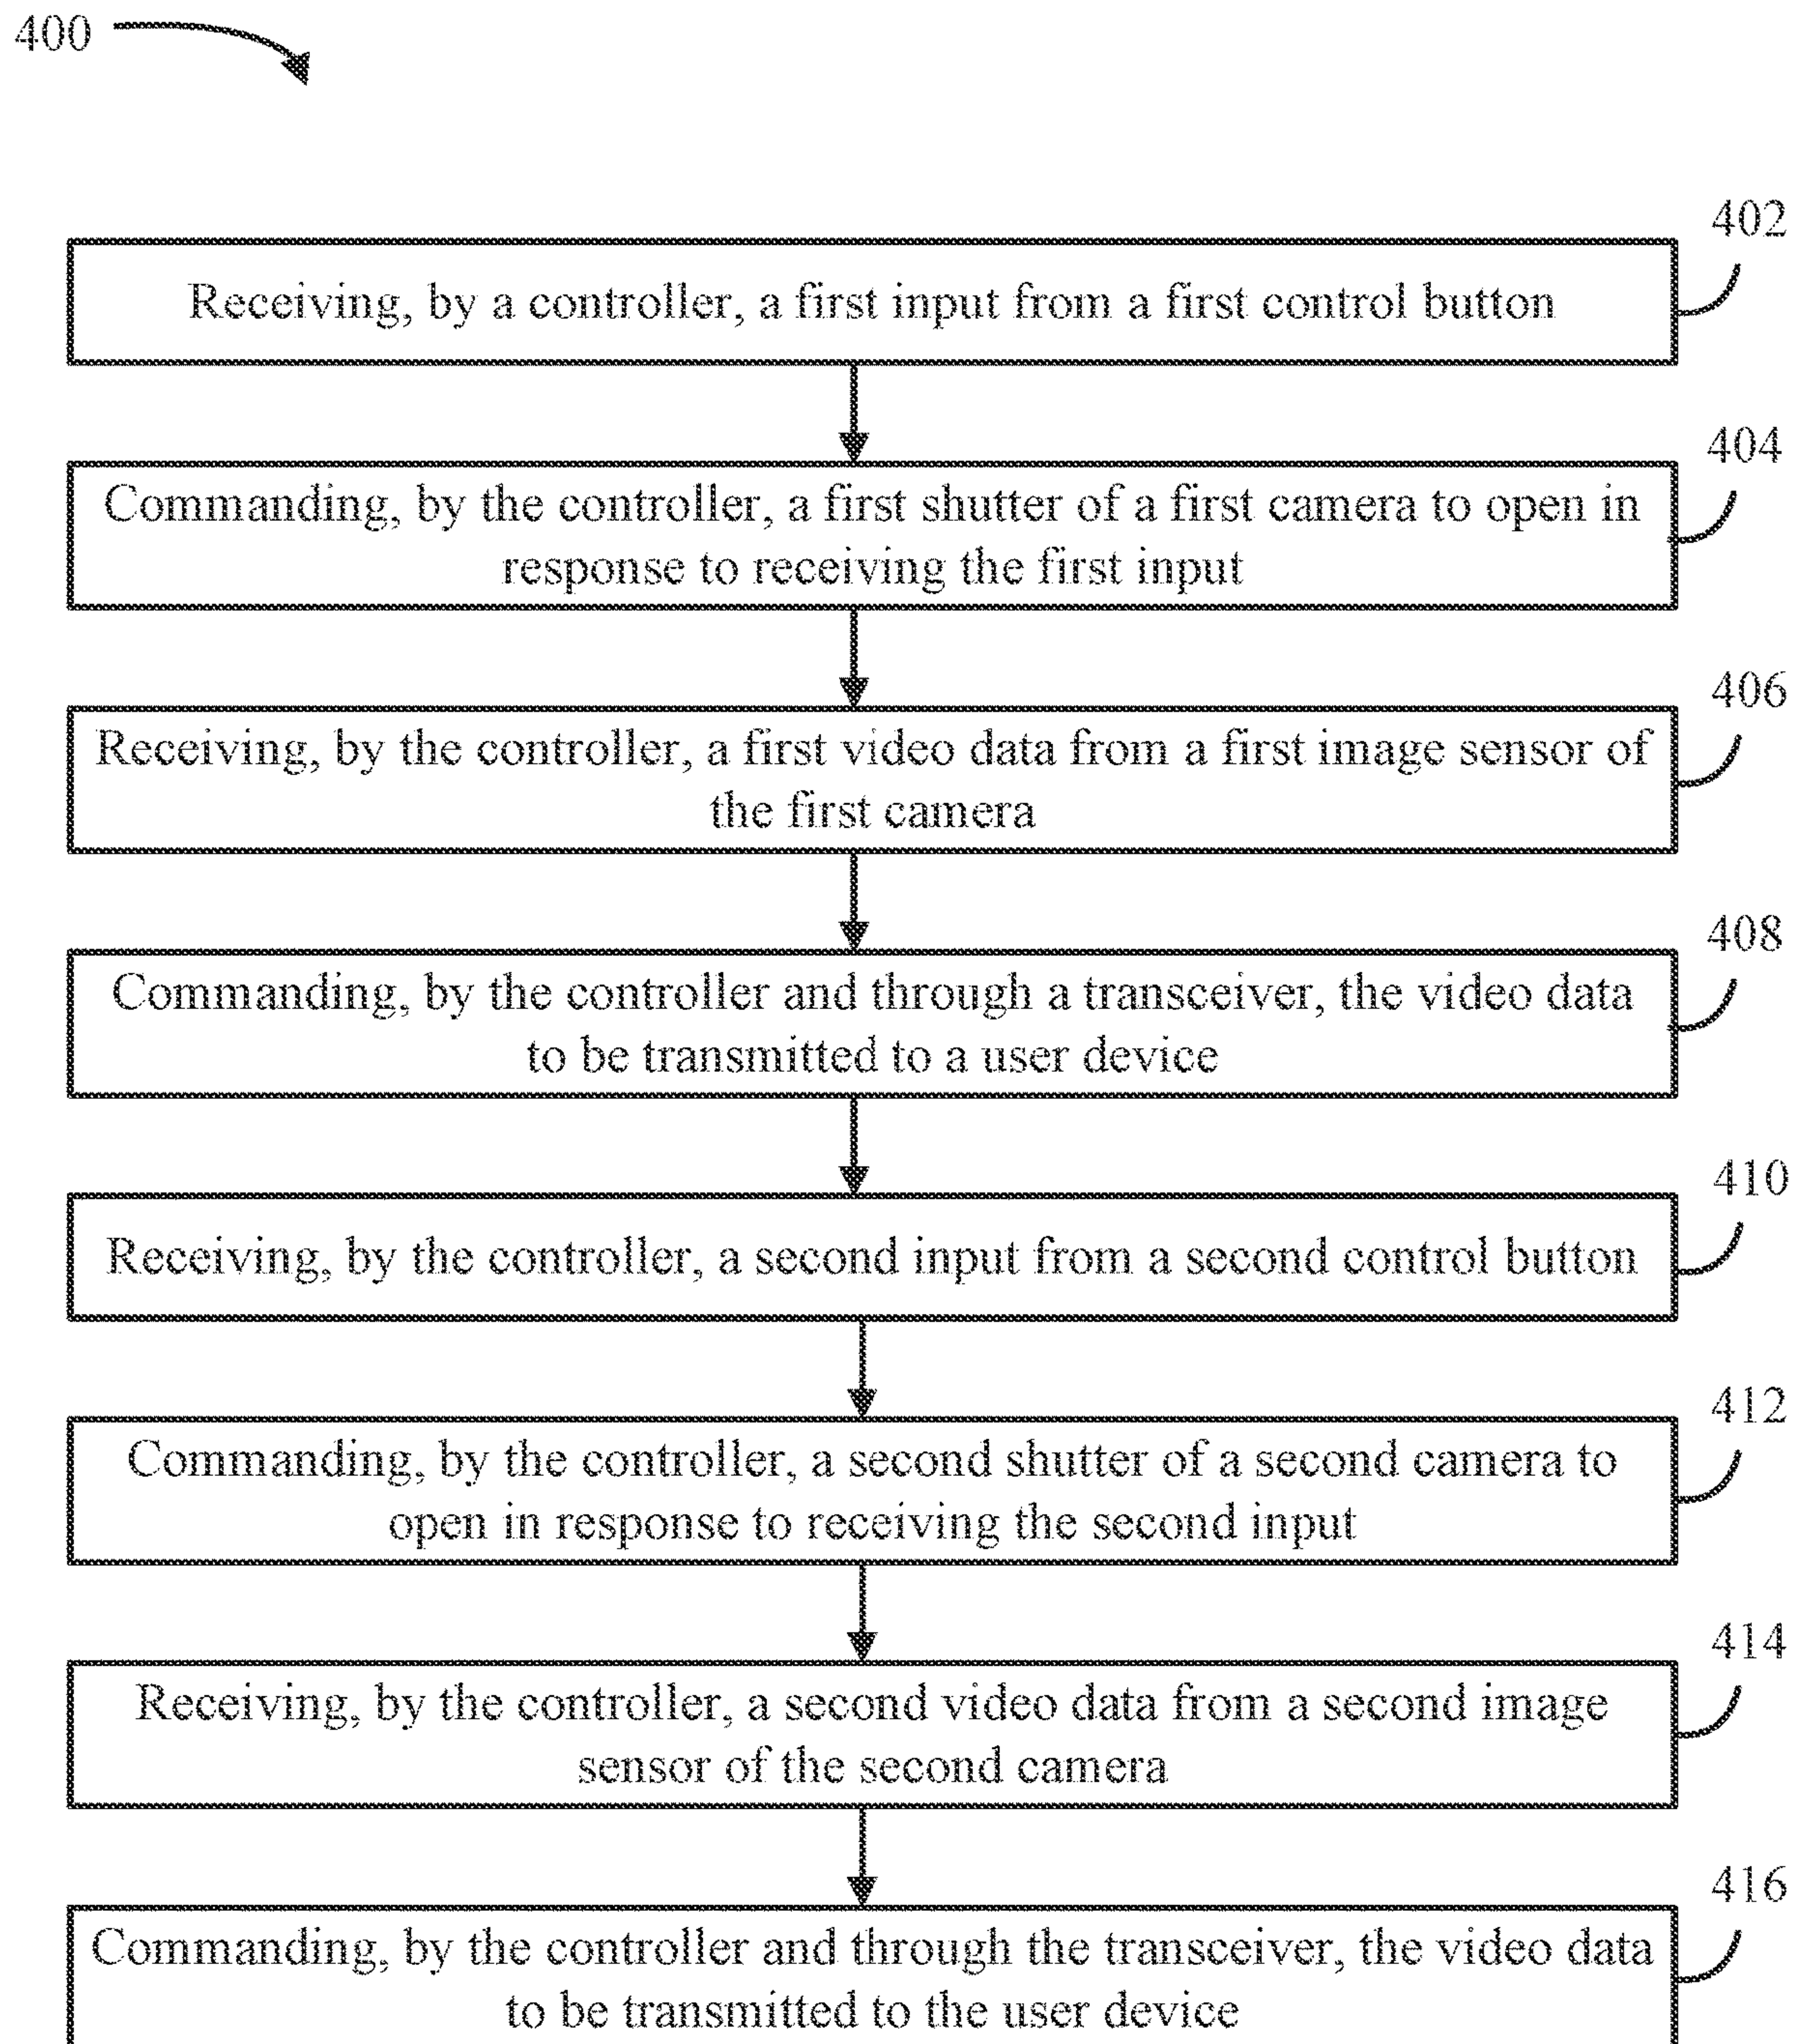 400
402
Receiving, by a controller, a first input from a first control button
404
Commanding, by the controller, a first shutter of a first camera to open in
response to receiving the first input
406
Receiving, by the controller, a first video data from a first image sensor of
the first camera
408
Commanding, by the controller and through a transceiver, the video data
to be transmitted to a user device
410
Receiving, by the controller, a second input from a second control button
412
Commanding, by the controller, a second shutter of a second camera to
open in response to receiving the second input
414
Receiving, by the controller, a second video data from a second image
sensor of the second camera
416
Commanding, by the controller and through the transceiver, the video data
to be transmitted to the user device